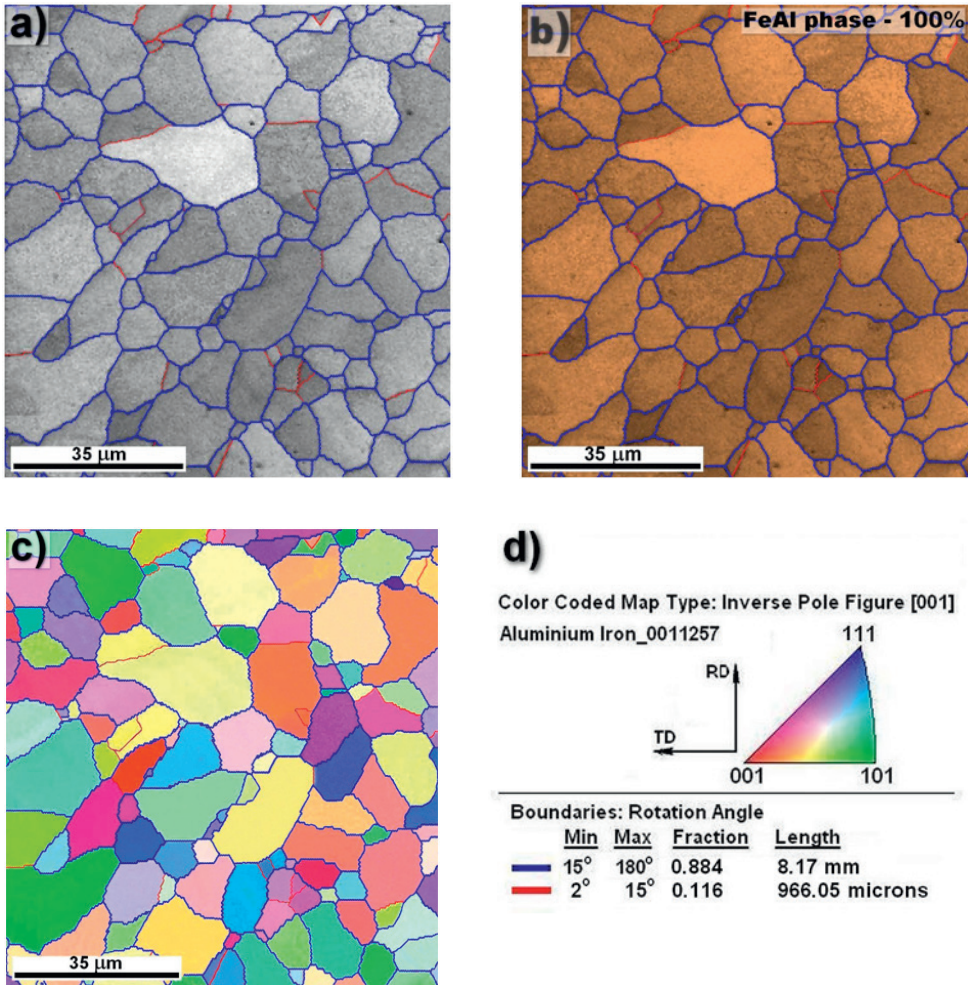 a)
35 µm
b)
FeAl phase - 100%
35 µm
c)
35 µm
d)
Color Coded Map Type: Inverse Pole Figure [001]
Aluminium Iron_0011257
111
RD
TD
001
101
Boundaries: Rotation Angle
Min Max Fraction Length
15° 180° 0.884 8.17 mm
2° 15° 0.116 966.05 microns